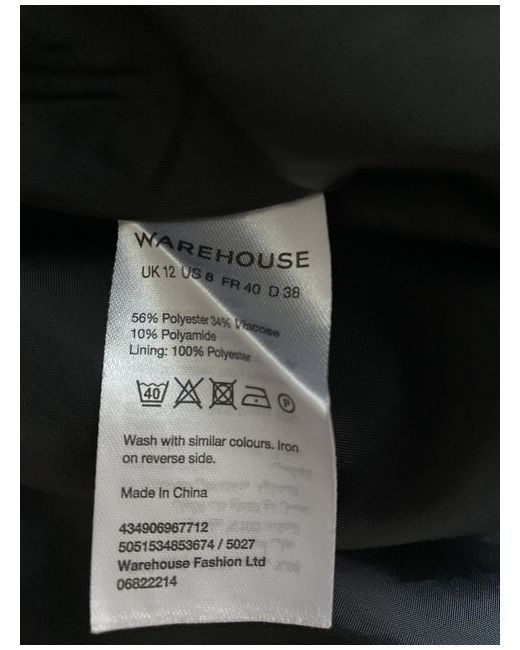 WAREHOUSE
UK 12 US 8 FR 40 D 38
56% Polyester 34% Viscose
10% Polyamide
Lining: 100% Polyester
40
P
Wash with similar colours. Iron
on reverse side.
Made In China
434906967712
5051534853674 / 5027
Warehouse Fashion Ltd
06822214